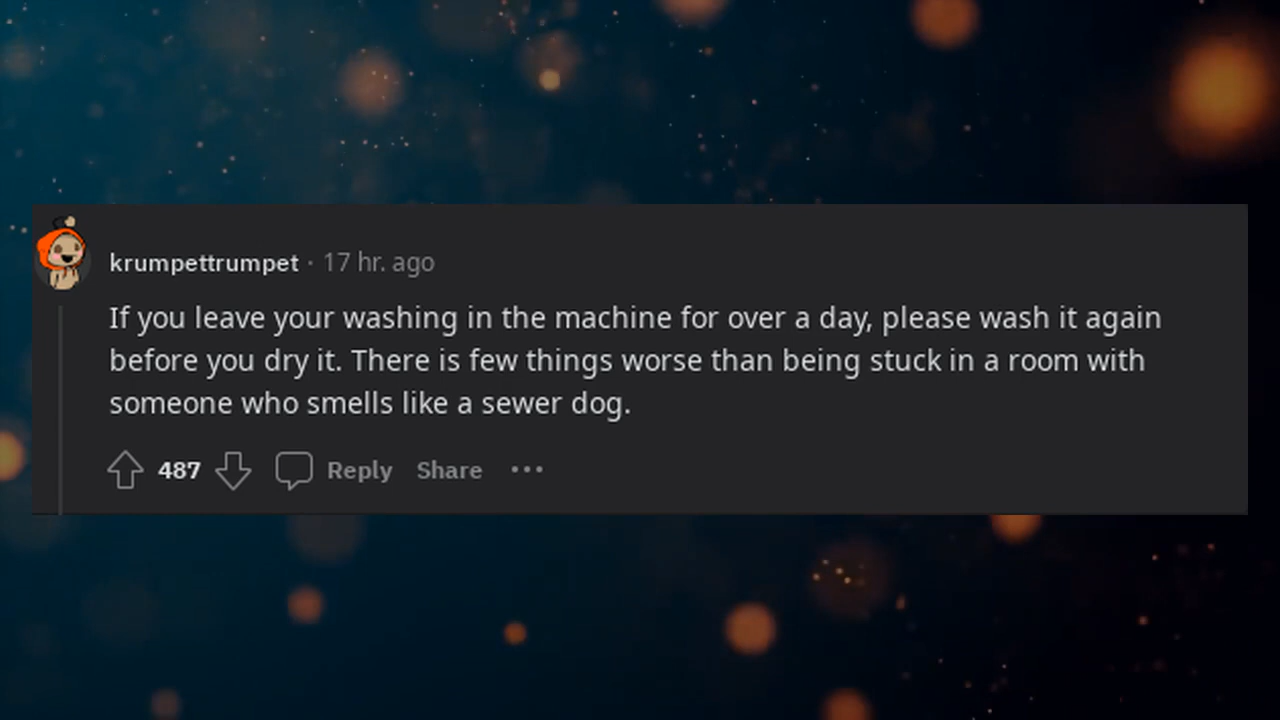 krumpettrumpet · 17 hr. ago
If you leave your washing in the machine for over a day, please wash it again
before you dry it. There is few things worse than being stuck in a room with
someone who smells like a sewer dog.
487 Reply Share ···